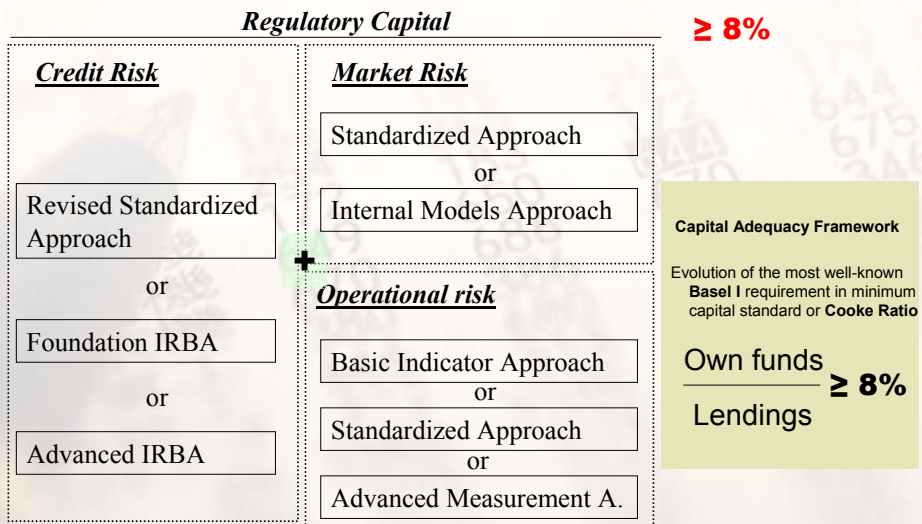 Regulatory Capital
≥ 8%
Credit Risk
Revised Standardized
Approach
or
Foundation IRBA
or
Advanced IRBA
+
Market Risk
Standardized Approach
or
Internal Models Approach
Operational risk
Basic Indicator Approach
or
Standardized Approach
or
Advanced Measurement A.
Capital Adequacy Framework
Evolution of the most well-known
Basel I requirement in minimum
capital standard or Cooke Ratio
Own funds
Lendings
≥ 8%